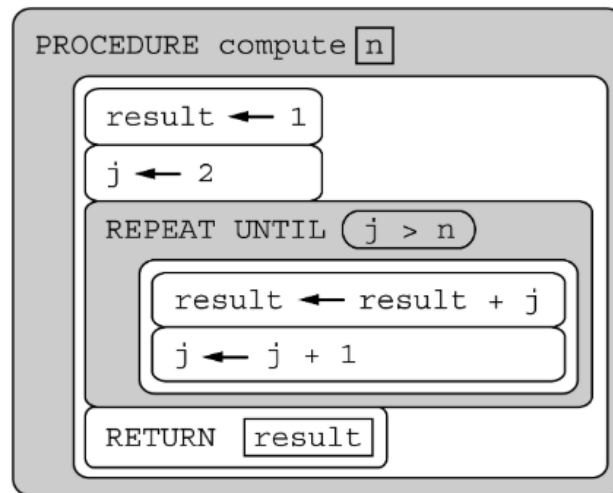 PROCEDURE compute n
result ← 1
j ← 2
REPEAT UNTIL j > n
result ← result + j
j ← j + 1
RETURN result